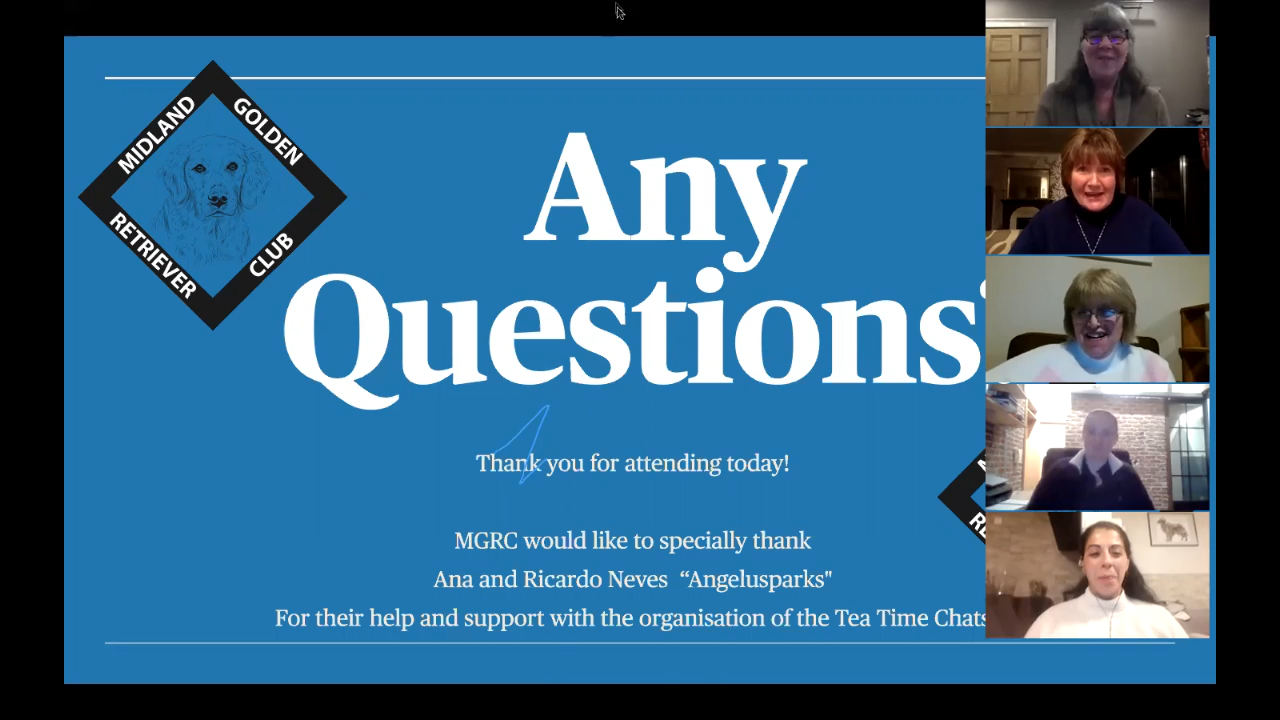 MIDLAND
GOLDEN
RETRIEVER
CLUB
Any
Questions
Thank you for attending today!
MGRC would like to specially thank
Ana and Ricardo Neves “Angelusparks"
For their help and support with the organisation of the Tea Time Chats